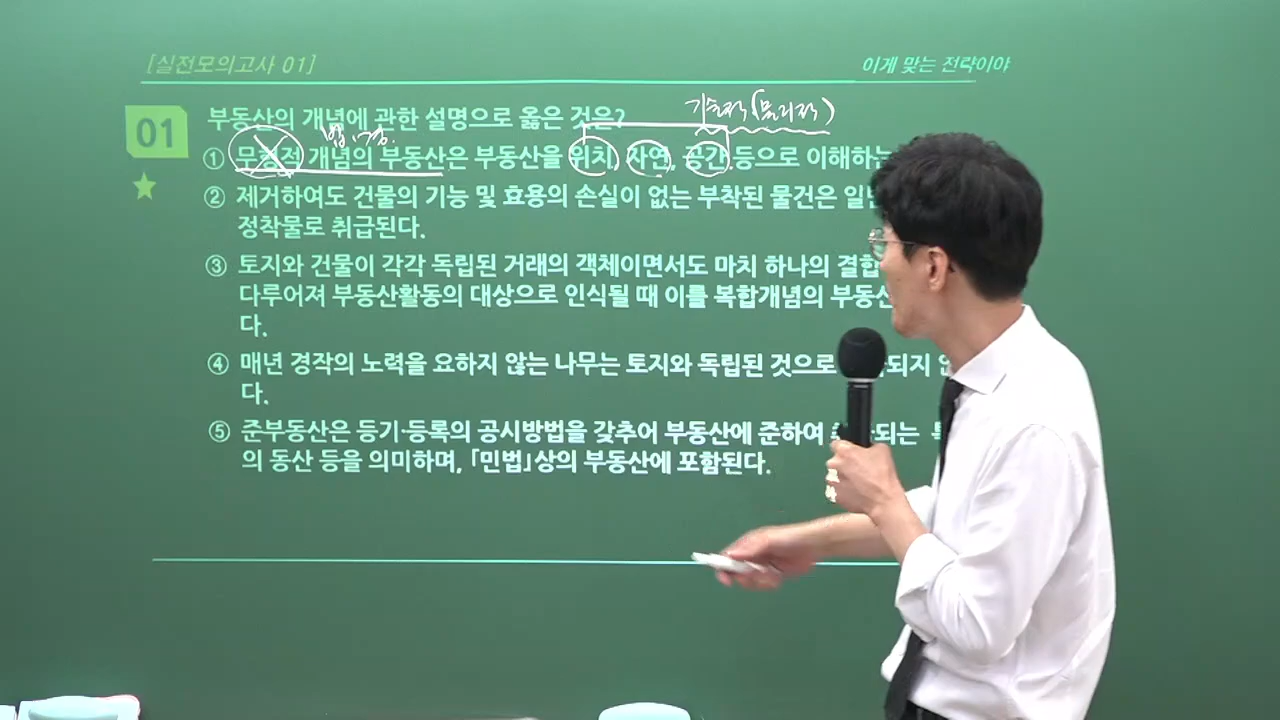 [실전모의고사 01]
이게 맞는 전략이야
01
부동산의 개념에 관한 설명으로 옳은 것은?
기술적(물리적)
법·경.
① 무형적 개념의 부동산은 부동산을 위치, 자연, 공간 등으로 이해하는
② 제거하여도 건물의 기능 및 효용의 손실이 없는 부착된 물건은
정착물로 취급된다.
③ 토지와 건물이 각각 독립된 거래의 객체이면서도 마치 하나의 결합
다루어져 부동산활동의 대상으로 인식될 때 이를 복합개념의
다.
④ 매년 경작의 노력을 요하지 않는 나무는 토지와 독립된 것으로
다.
⑤ 준부동산은 등기·등록의 공시방법을 갖추어 부동산에 준하여
의 동산 등을 의미하며, 「민법」상의 부동산에 포함된다.